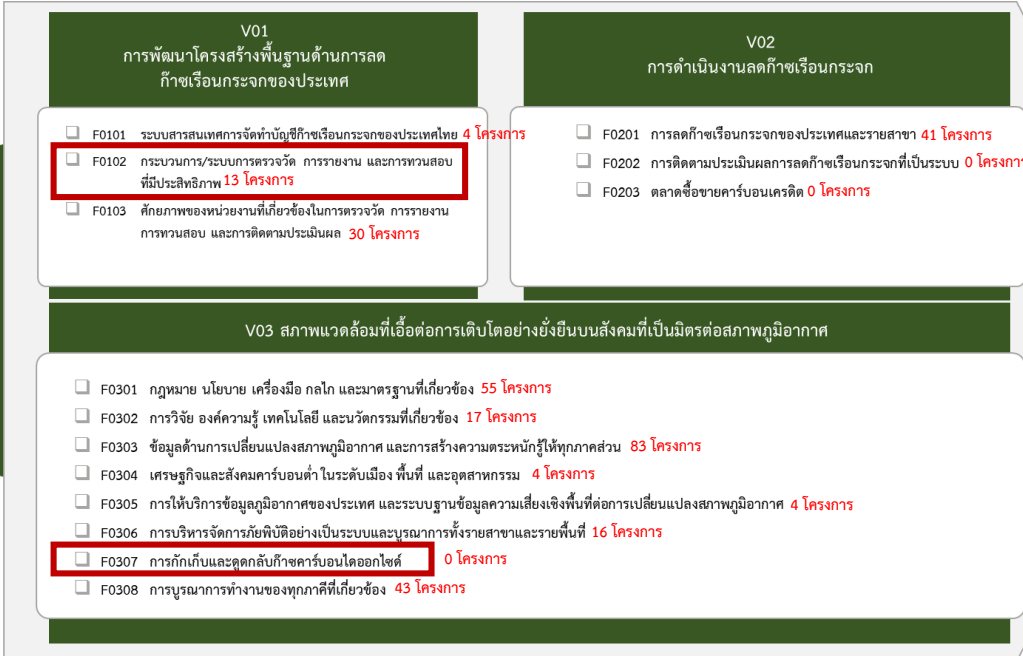 V01
การพัฒนาโครงสร้างพื้นฐานด้านการลด
ก๊าซเรือนกระจกของประเทศ
F0101 ระบบสารสนเทศการจัดทำบัญชีก๊าซเรือนกระจกของประเทศไทย 4 โครงการ
F0102 กระบวนการ/ระบบการตรวจวัด การรายงาน และการทวนสอบ
ที่มีประสิทธิภาพ 13 โครงการ
F0103 ศักยภาพของหน่วยงานที่เกี่ยวข้องในการตรวจวัด การรายงาน
การทวนสอบ และการติดตามประเมินผล 30 โครงการ
V02
การดำเนินงานลดก๊าซเรือนกระจก
F0201 การลดก๊าซเรือนกระจกของประเทศและรายสาขา 41 โครงการ
F0202 การติดตามประเมินผลการลดก๊าซเรือนกระจกที่เป็นระบบ 0 โครงการ
F0203 ตลาดซื้อขายคาร์บอนเครดิต 0 โครงการ
V03 สภาพแวดล้อมที่เอื้อต่อการเติบโตอย่างยั่งยืนบนสังคมที่เป็นมิตรต่อสภาพภูมิอากาศ
F0301 กฎหมาย นโยบาย เครื่องมือ กลไก และมาตรฐานที่เกี่ยวข้อง 55 โครงการ
F0302 การวิจัย องค์ความรู้ เทคโนโลยี และนวัตกรรมที่เกี่ยวข้อง 17 โครงการ
F0303 ข้อมูลด้านการเปลี่ยนแปลงสภาพภูมิอากาศ และการสร้างความตระหนักรู้ให้ทุกภาคส่วน 83 โครงการ
F0304 เศรษฐกิจและสังคมคาร์บอนต่ำ ในระดับเมือง พื้นที่ และอุตสาหกรรม 4 โครงการ
F0305 การให้บริการข้อมูลภูมิอากาศของประเทศ และระบบฐานข้อมูลความเสี่ยงเชิงพื้นที่ต่อการเปลี่ยนแปลงสภาพภูมิอากาศ 4 โครงการ
F0306 การบริหารจัดการภัยพิบัติอย่างเป็นระบบและบูรณาการทั้งรายสาขาและรายพื้นที่ 16 โครงการ
F0307 การกักเก็บและดูดกลับก๊าซคาร์บอนไดออกไซด์ 0 โครงการ
F0308 การบูรณาการทำงานของทุกภาคีที่เกี่ยวข้อง 43 โครงการ